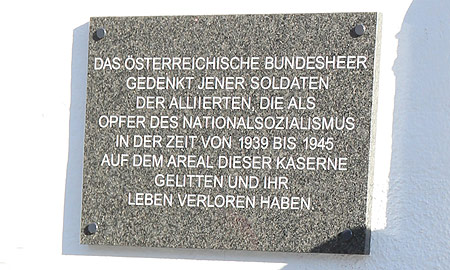 DAS ÖSTERREICHISCHE BUNDESHEER
GEDENKT JENER SOLDATEN
DER ALLIIERTEN, DIE ALS
OPFER DES NATIONALSOZIALISMUS
IN DER ZEIT VON 1939 BIS 1945
AUF DEM AREAL DIESER KASERNE
GELITTEN UND IHR
LEBEN VERLOREN HABEN.